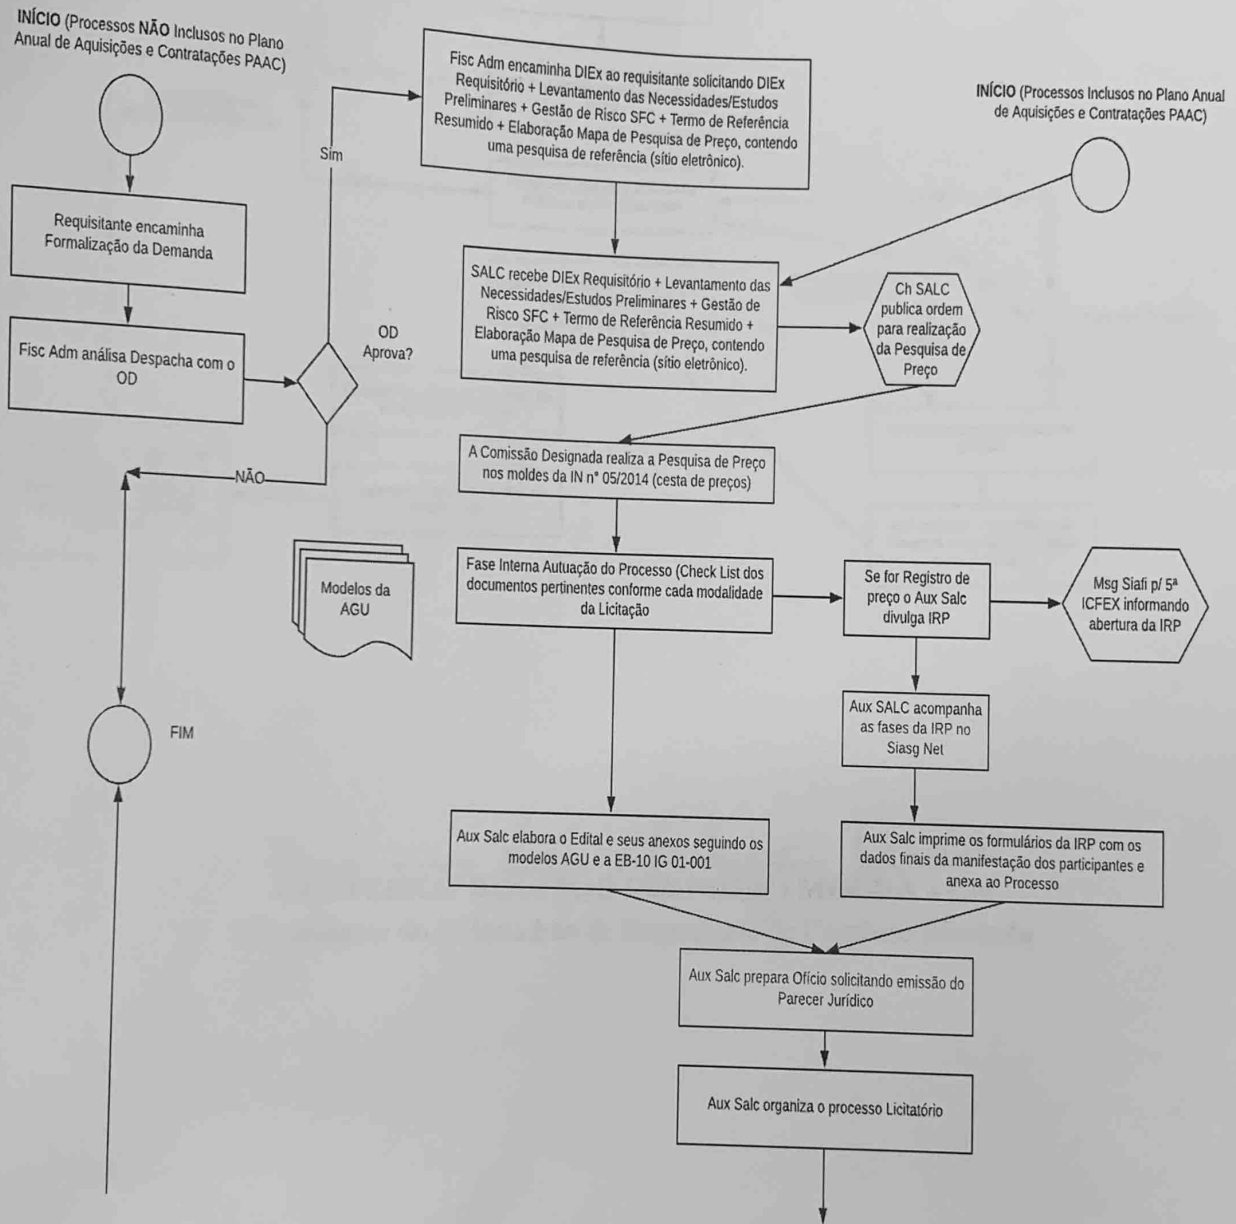 INÍCIO (Processos NÃO Inclusos no Plano
Anual de Aquisições e Contratações PAAC)
Requisitante encaminha
Formalização da Demanda
Fisc Adm análisa Despacha com o
OD
OD
Aprova?
Sim
NÃO
Fisc Adm encaminha DIEx ao requisitante solicitando DIEx
Requisitório + Levantamento das Necessidades/Estudos
Preliminares + Gestão de Risco SFC + Termo de Referência
Resumido + Elaboração Mapa de Pesquisa de Preço, contendo
uma pesquisa de referência (sítio eletrônico).
INÍCIO (Processos Inclusos no Plano Anual
de Aquisições e Contratações PAAC)
SALC recebe DIEx Requisitório + Levantamento das
Necessidades/Estudos Preliminares + Gestão de
Risco SFC + Termo de Referência Resumido +
Elaboração Mapa de Pesquisa de Preço, contendo
uma pesquisa de referência (sítio eletrônico).
Ch SALC
publica ordem
para realização
da Pesquisa de
Preço
A Comissão Designada realiza a Pesquisa de Preço
nos moldes da IN n° 05/2014 (cesta de preços)
Modelos da
AGU
Fase Interna Autuação do Processo (Check List dos
documentos pertinentes conforme cada modalidade
da Licitação
Se for Registro de
preço o Aux Salc
divulga IRP
Msg Siafi p/ 5ª
ICFEX informando
abertura da IRP
Aux SALC acompanha
as fases da IRP no
Siasg Net
FIM
Aux Salc elabora o Edital e seus anexos seguindo os
modelos AGU e a EB-10 IG 01-001
Aux Salc imprime os formulários da IRP com os
dados finais da manifestação dos participantes e
anexa ao Processo
Aux Salc prepara Ofício solicitando emissão do
Parecer Jurídico
Aux Salc organiza o processo Licitatório